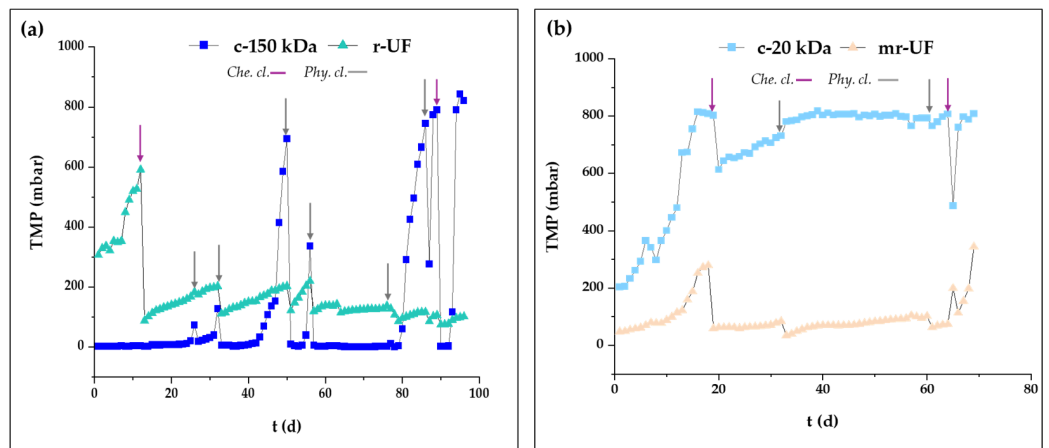 (a)
c-150 kDa r-UF
Che. cl. Phy. cl.
1000
800
600
400
200
0
TMP (mbar)
0 20 40 60 80 100
t (d)
(b)
c-20 kDa mr-UF
Che. cl. Phy. cl.
1000
800
600
400
200
0
TMP (mbar)
0 20 40 60 80
t (d)